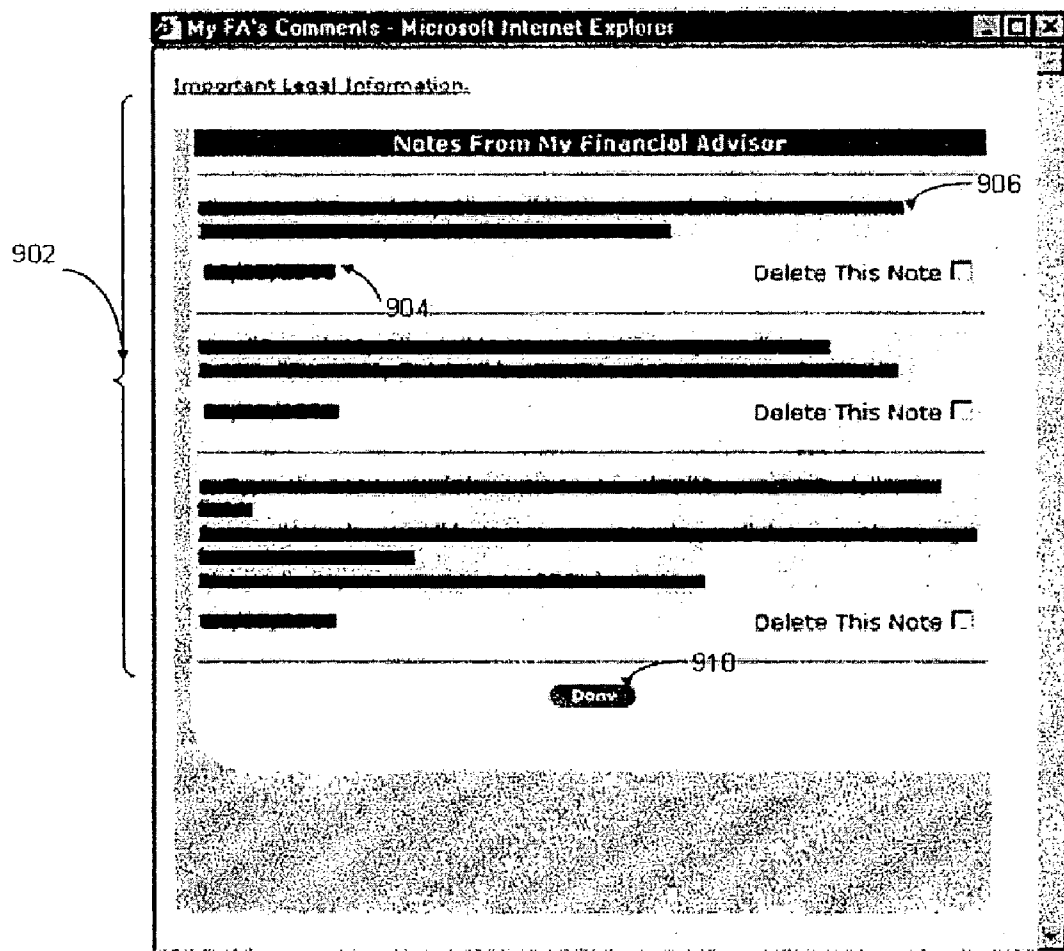 My FA's Comments - Microsoft Internet Explorer
Important Legal Information.
Notes From My Financial Advisor
906
902
Delete This Note
904
Delete This Note
Delete This Note
910
Done